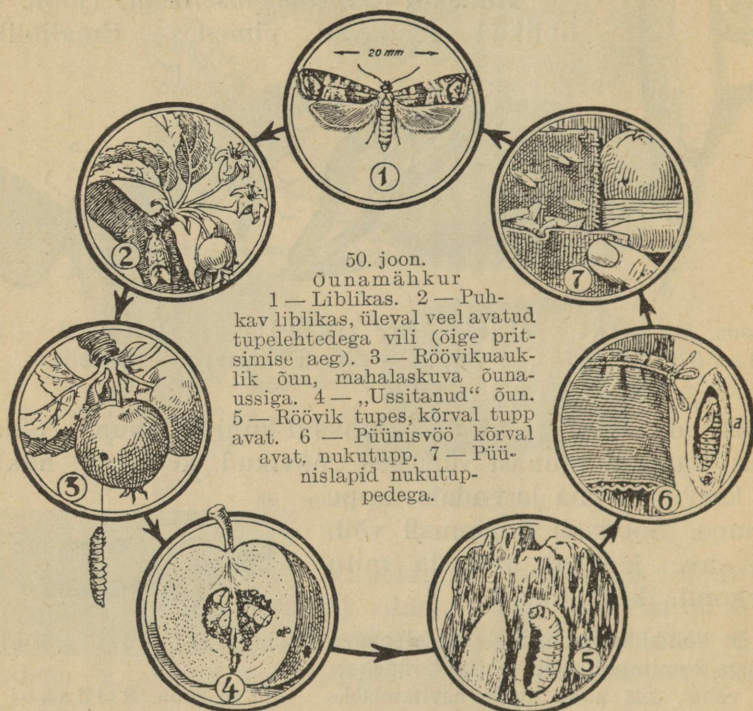 20 mm
1
2
3
4
5
6
a
7
50. joon.
Õunamähkur
1 — Liblikas. 2 — Puh-
kav liblikas, üleval veel avatud
tupelehtedega vili (õige prit-
simise aeg). 3 — Röövikuauk-
lik õun, mahalaskuva õuna-
ussiga. 4 — „Ussitanud“ õun.
5 — Röövik tupes, kõrval tupp
avat. 6 — Püünisvöö kõrval
avat. nukutupp. 7 — Püü-
nislapid nukutup-
pedega.